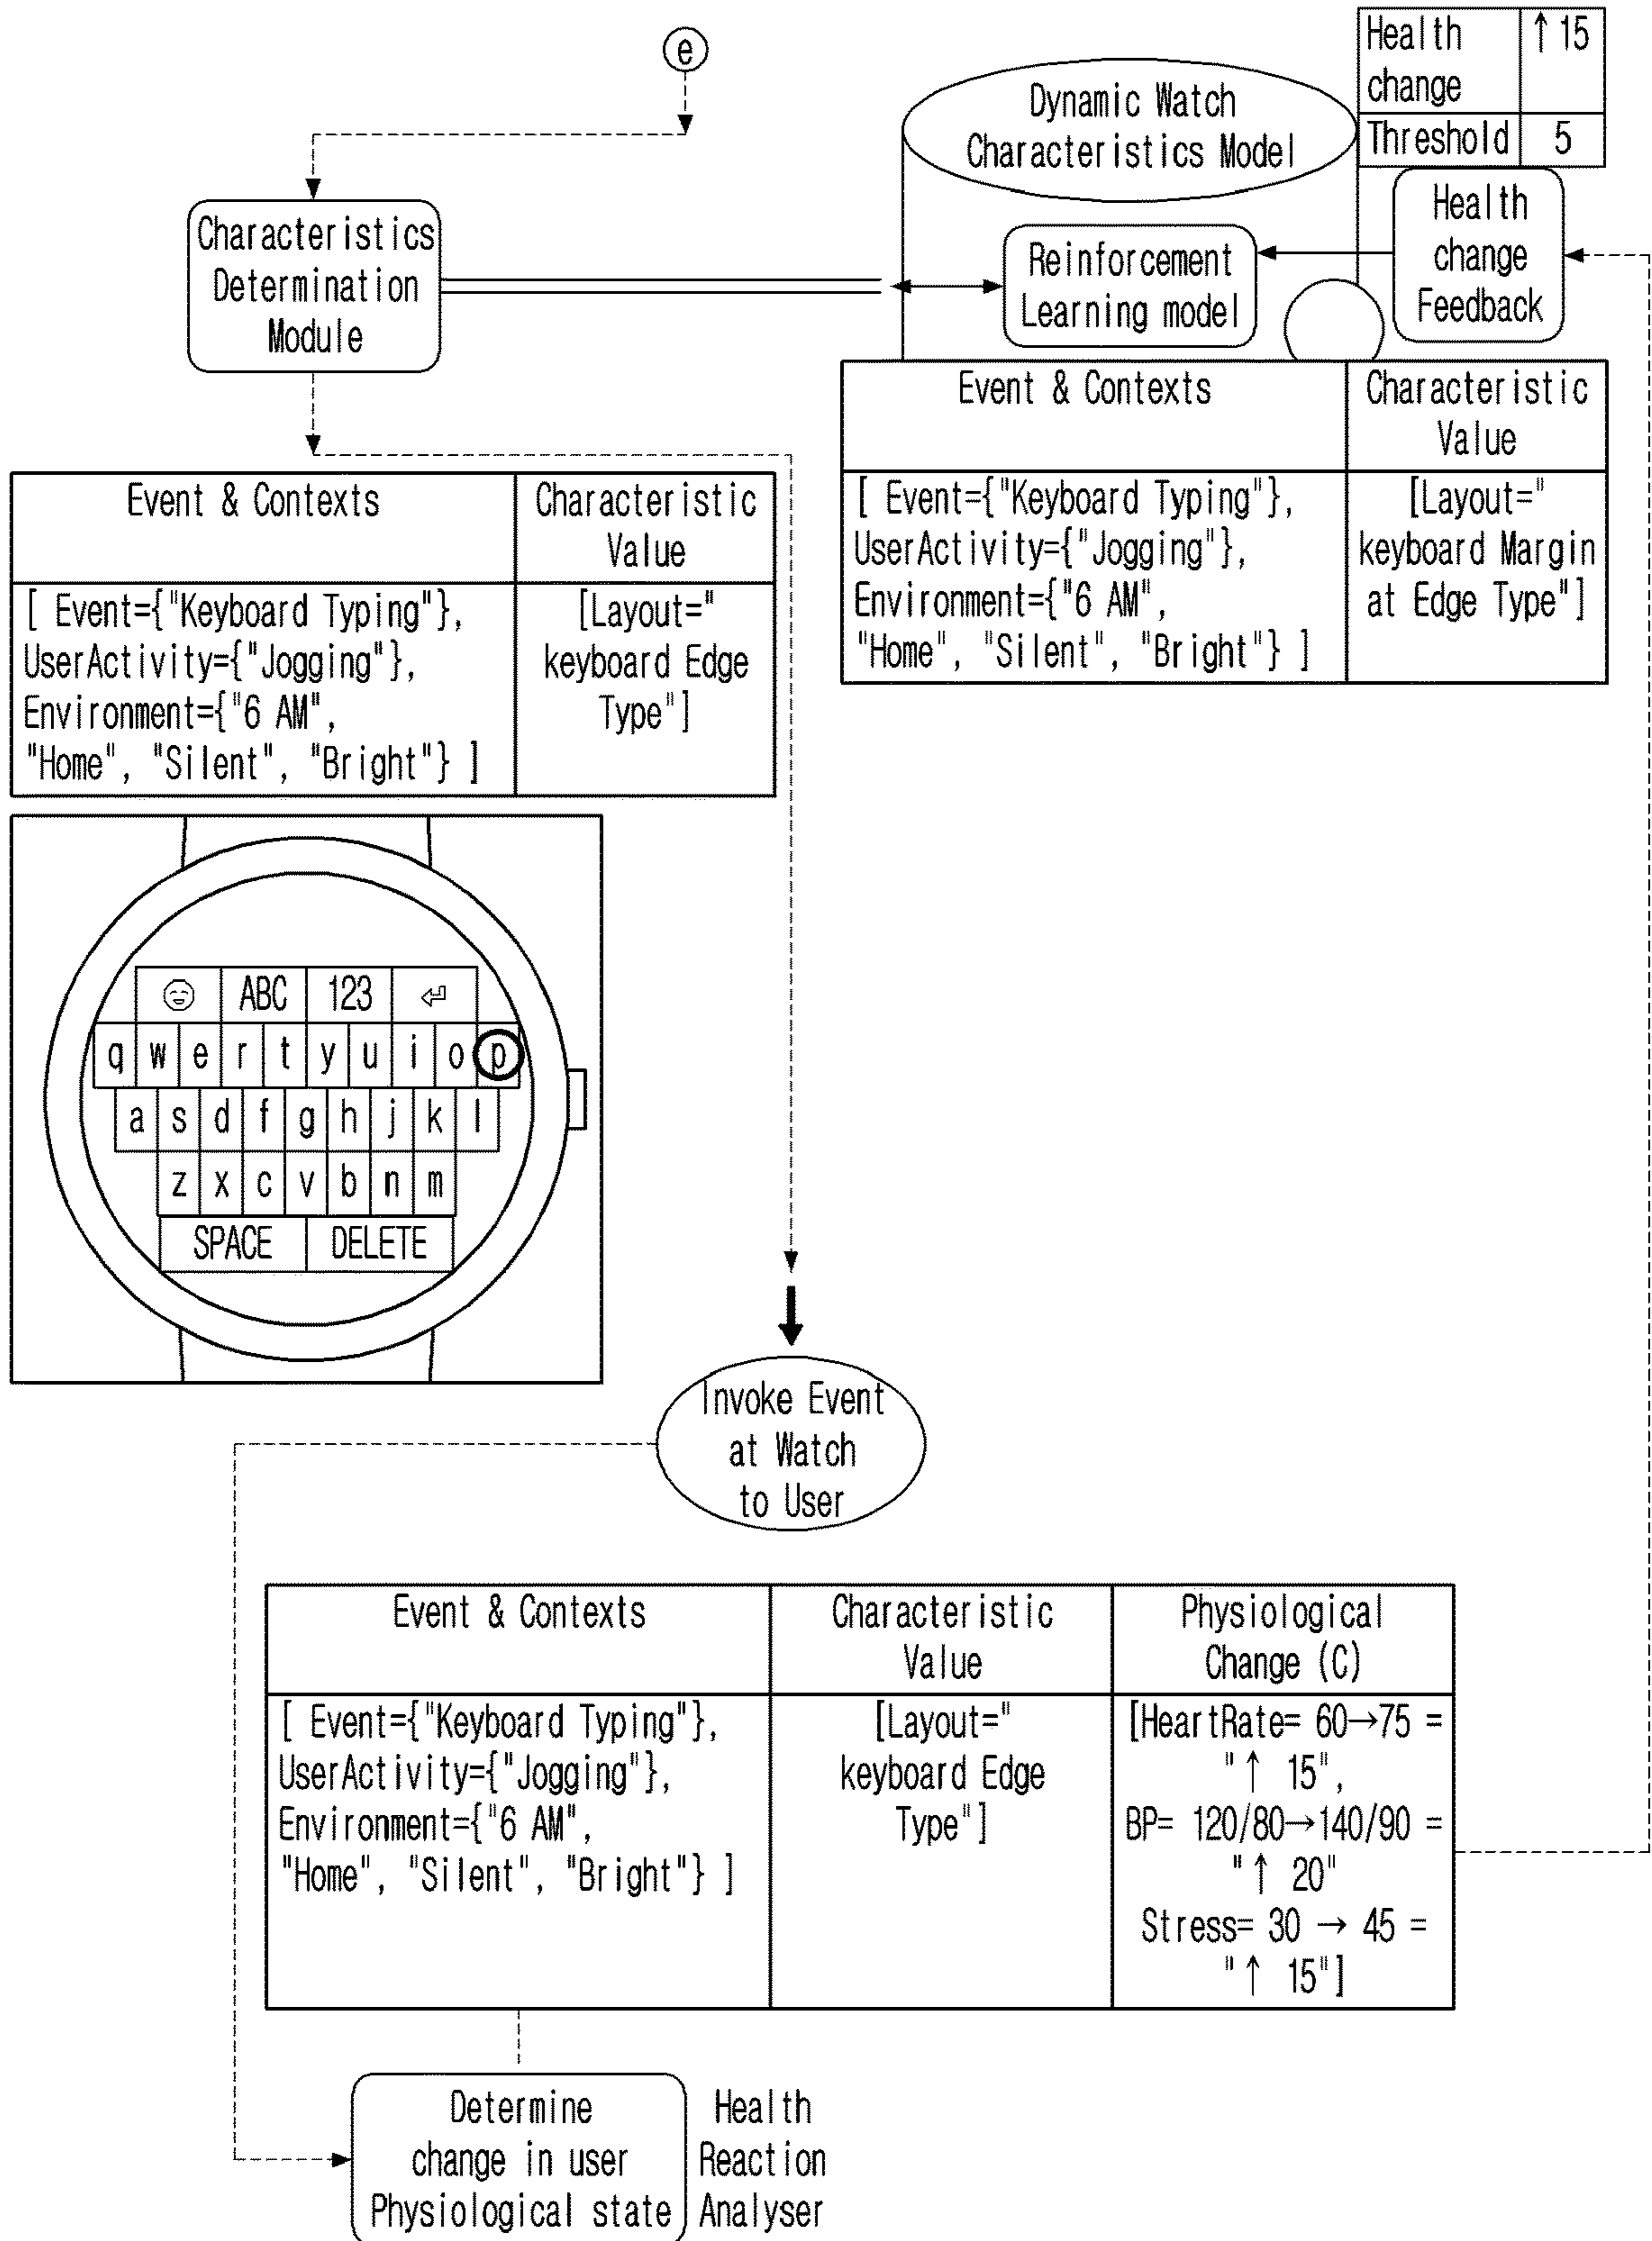 e
Health change ↑ 15
Threshold 5
Dynamic Watch
Characteristics Model
Characteristics
Determination
Module
Reinforcement
Learning model
Health
change
Feedback
Event & Contexts
Characteristic
Value
[ Event={"Keyboard Typing"},
UserActivity={"Jogging"},
Environment={"6 AM",
"Home", "Silent", "Bright"} ]
[Layout="
keyboard Margin
at Edge Type"]
Event & Contexts
Characteristic
Value
[ Event={"Keyboard Typing"},
UserActivity={"Jogging"},
Environment={"6 AM",
"Home", "Silent", "Bright"} ]
[Layout="
keyboard Edge
Type"]
ABC 123
q w e r t y u i o p
a s d f g h j k l
z x c v b n m
SPACE DELETE
Invoke Event
at Watch
to User
Event & Contexts
Characteristic
Value
Physiological
Change (C)
[ Event={"Keyboard Typing"},
UserActivity={"Jogging"},
Environment={"6 AM",
"Home", "Silent", "Bright"} ]
[Layout="
keyboard Edge
Type"]
[HeartRate= 60→75 =
"↑ 15",
BP= 120/80→140/90 =
"↑ 20"
Stress= 30 → 45 =
"↑ 15"]
Determine
change in user
Physiological state
Health
Reaction
Analyser